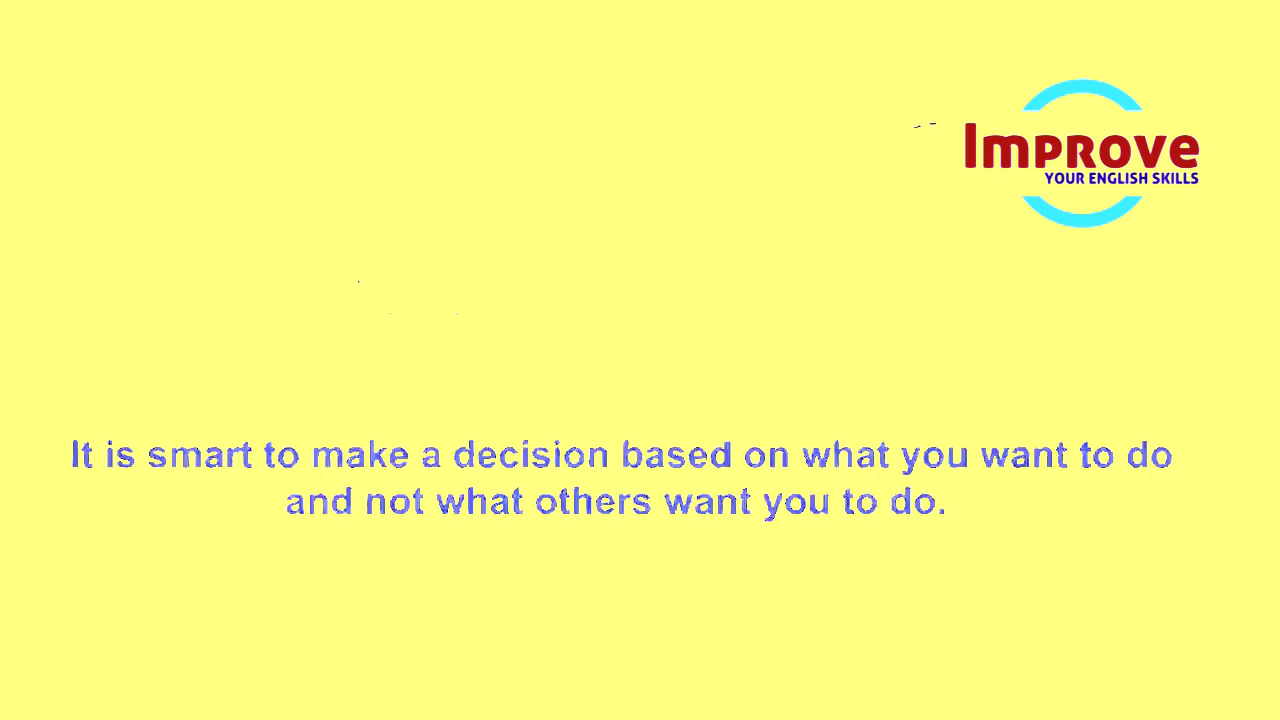 Improve
YOUR ENGLISH SKILLS
It is smart to make a decision based on what you want to do
and not what others want you to do.